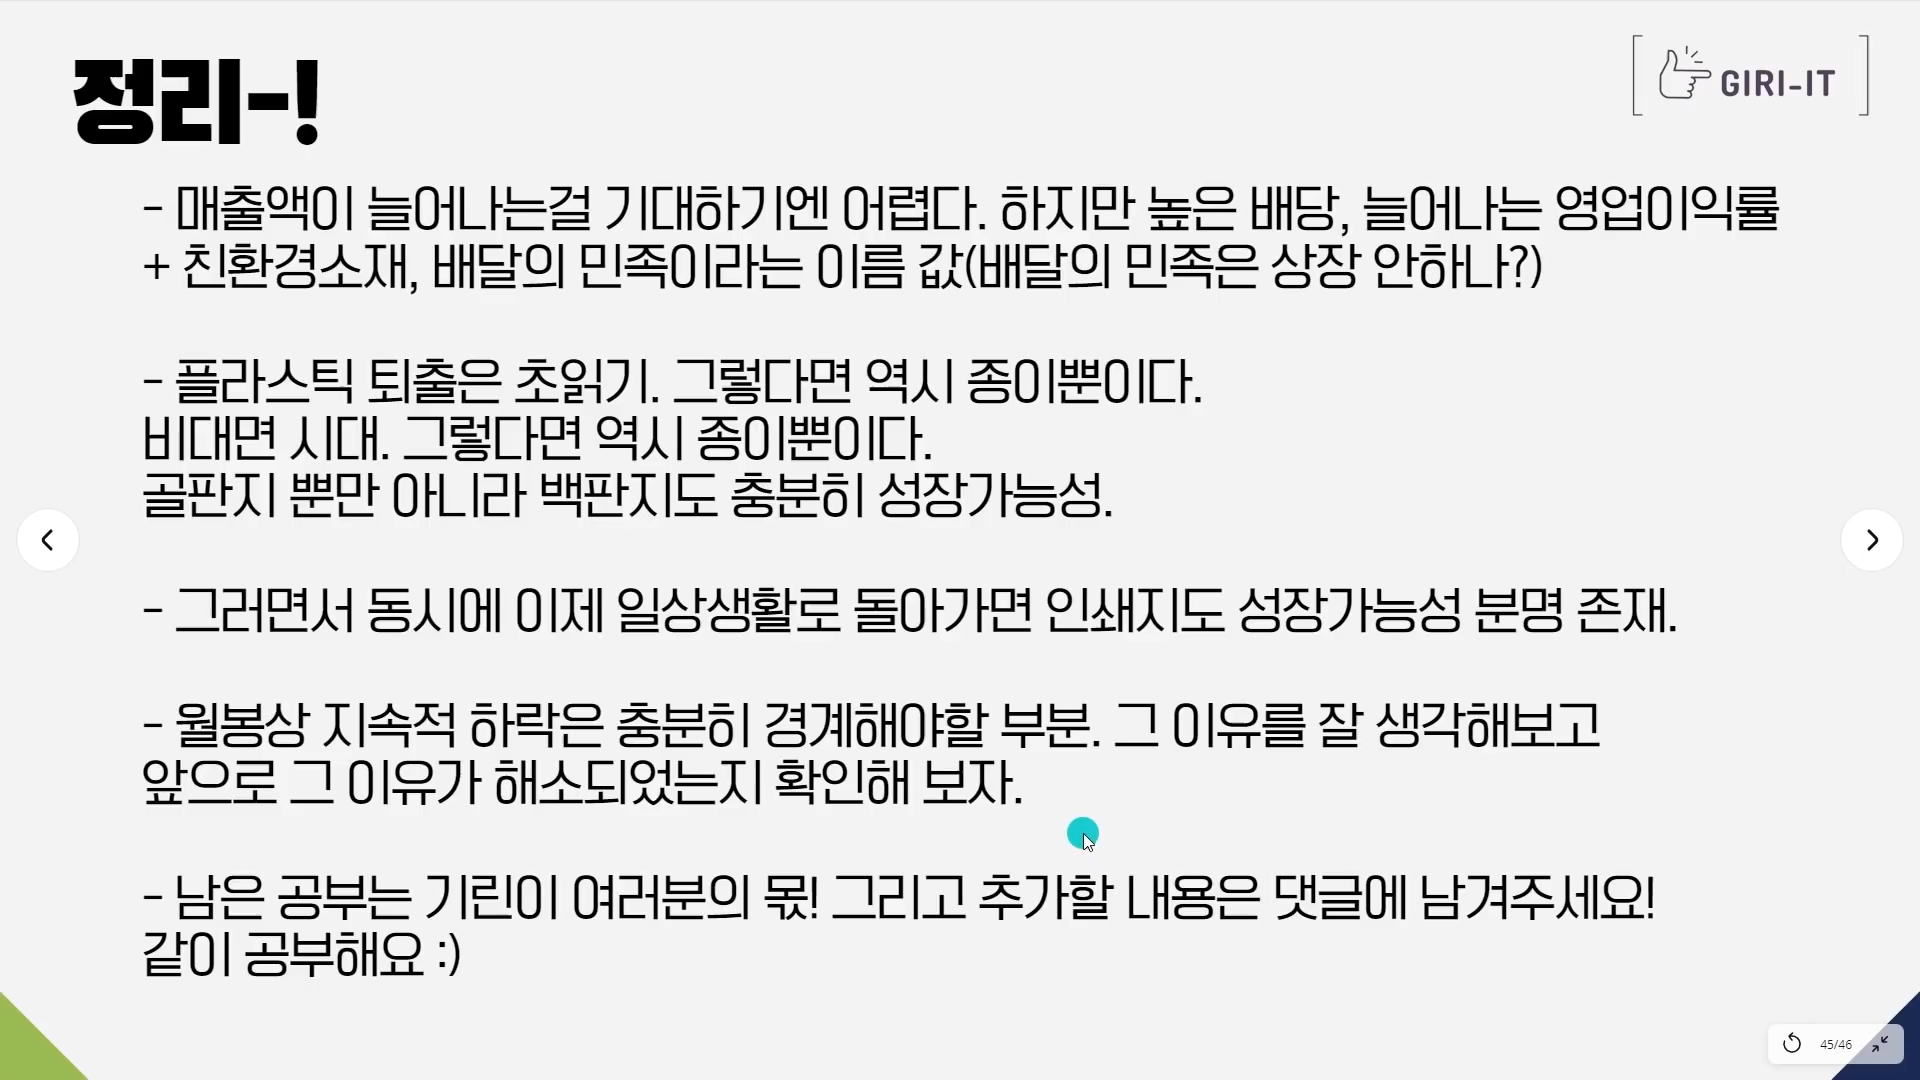 정리-!
GIRI-IT
- 매출액이 늘어나는걸 기대하기엔 어렵다. 하지만 높은 배당, 늘어나는 영업이익률
+ 친환경소재, 배달의 민족이라는 이름 값(배달의 민족은 상장 안하나?)
- 플라스틱 퇴출은 초읽기. 그렇다면 역시 종이뿐이다.
비대면 시대. 그렇다면 역시 종이뿐이다.
골판지 뿐만 아니라 백판지도 충분히 성장가능성.
- 그러면서 동시에 이제 일상생활로 돌아가면 인쇄지도 성장가능성 분명 존재.
- 월봉상 지속적 하락은 충분히 경계해야할 부분. 그 이유를 잘 생각해보고
앞으로 그 이유가 해소되었는지 확인해 보자.
- 남은 공부는 기린이 여러분의 몫! 그리고 추가할 내용은 댓글에 남겨주세요!
같이 공부해요 :)
45/46